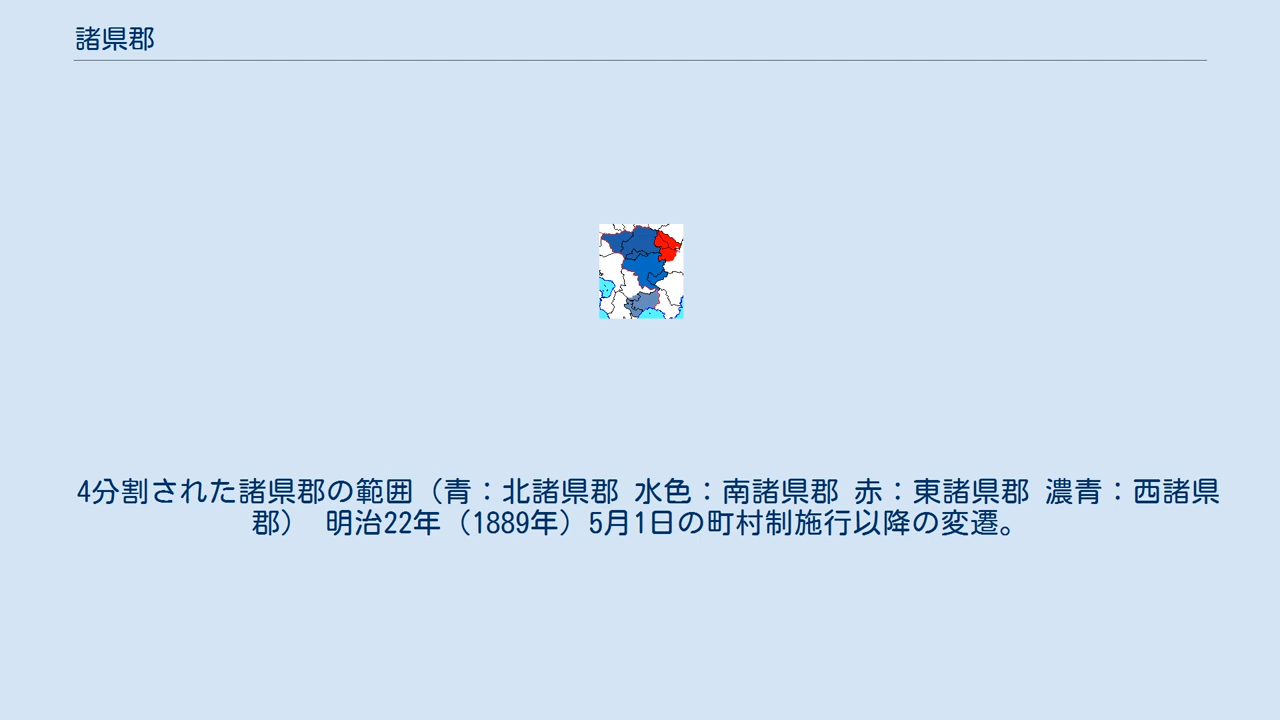 諸県郡
4分割された諸県郡の範囲（青：北諸県郡 水色：南諸県郡 赤：東諸県郡 濃青：西諸県
郡） 明治22年（1889年）5月1日の町村制施行以降の変遷。